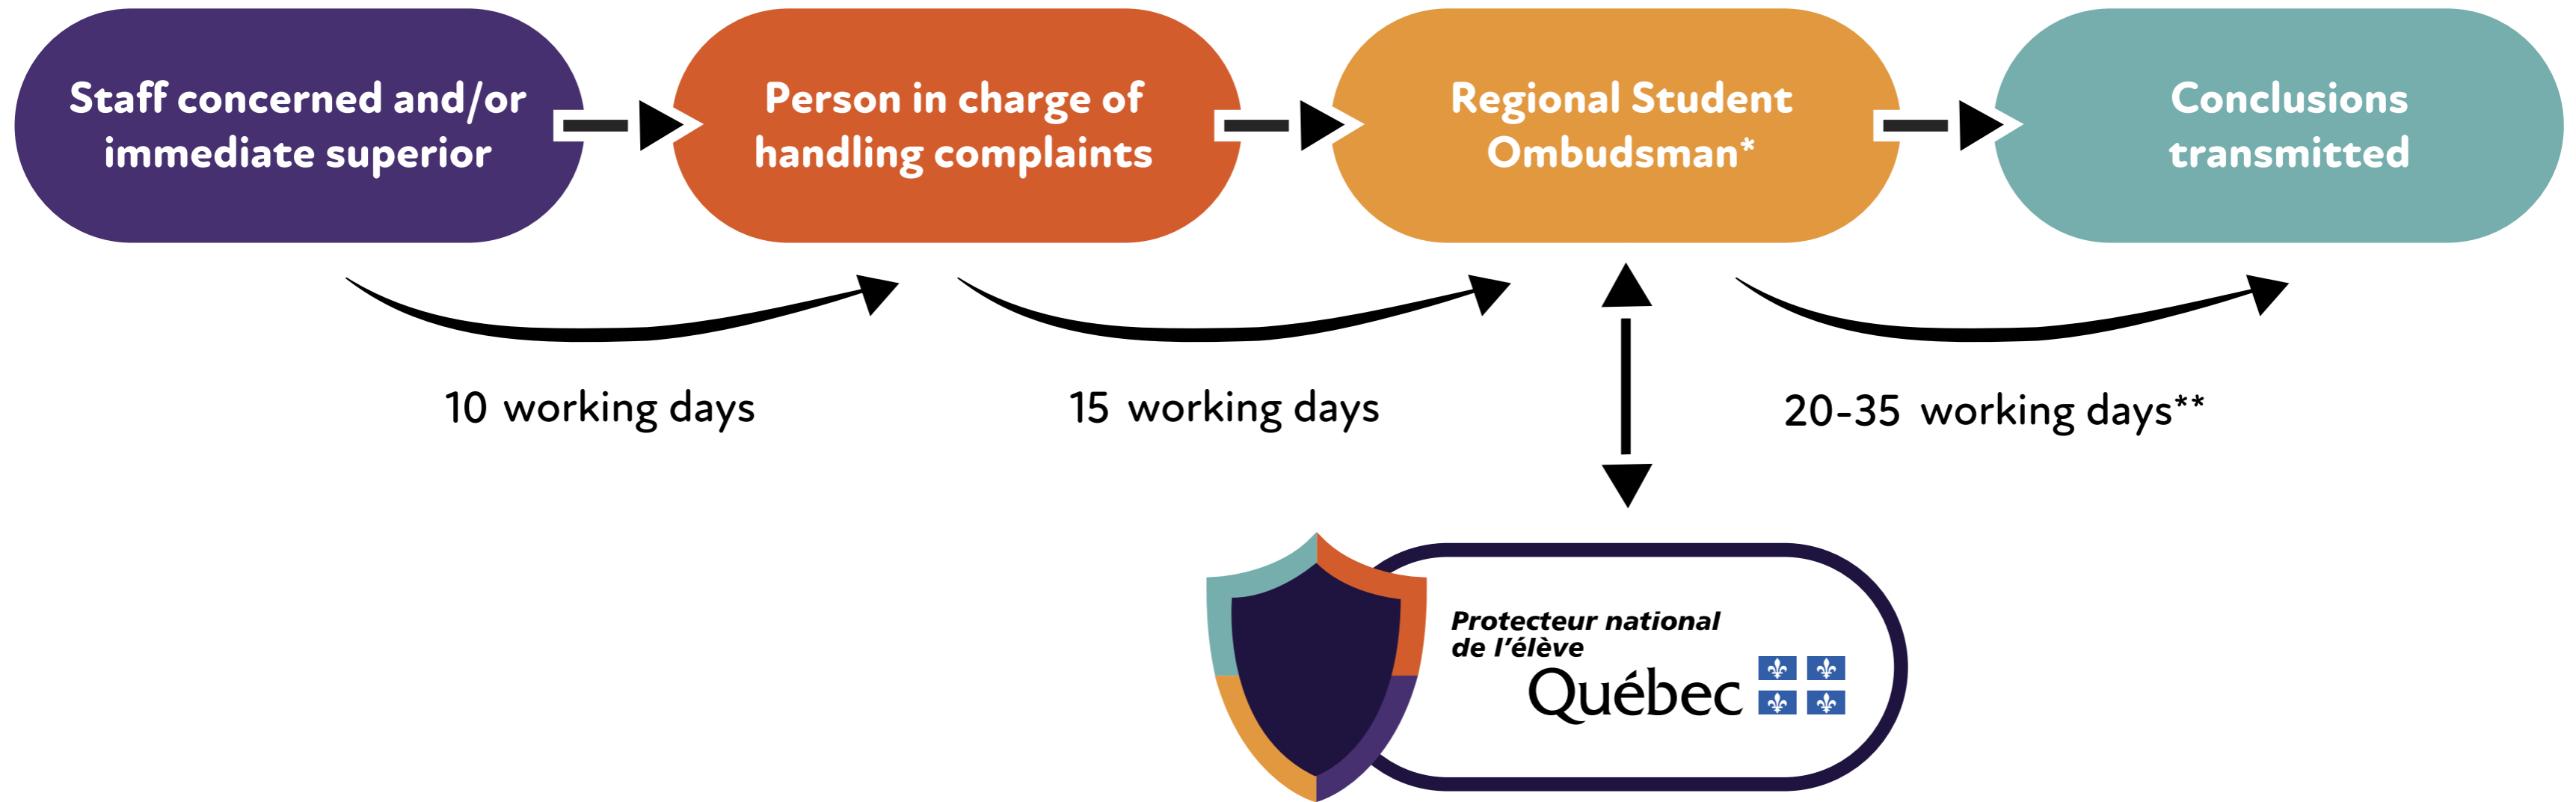 Staff concerned and/or
immediate superior
Person in charge of
handling complaints
Regional Student
Ombudsman*
Conclusions
transmitted
10 working days
15 working days
20-35 working days**
Protecteur national
de l'élève
Québec